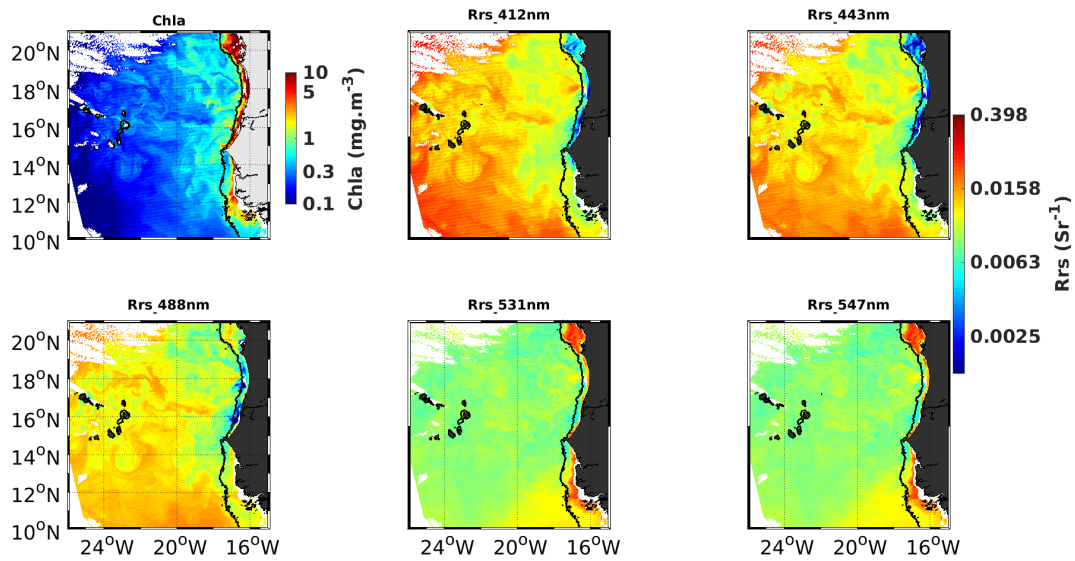 Chla
Rrs_412nm
Rrs_443nm
20°N
18°N
16°N
14°N
12°N
10°N
10
5
1
0.3
0.1
Chla (mg.m-3)
0.398
0.0158
0.0063
0.0025
Rrs (Sr-1)
Rrs_488nm
Rrs_531nm
Rrs_547nm
20°N
18°N
16°N
14°N
12°N
10°N
24°W 20°W 16°W
24°W 20°W 16°W
24°W 20°W 16°W